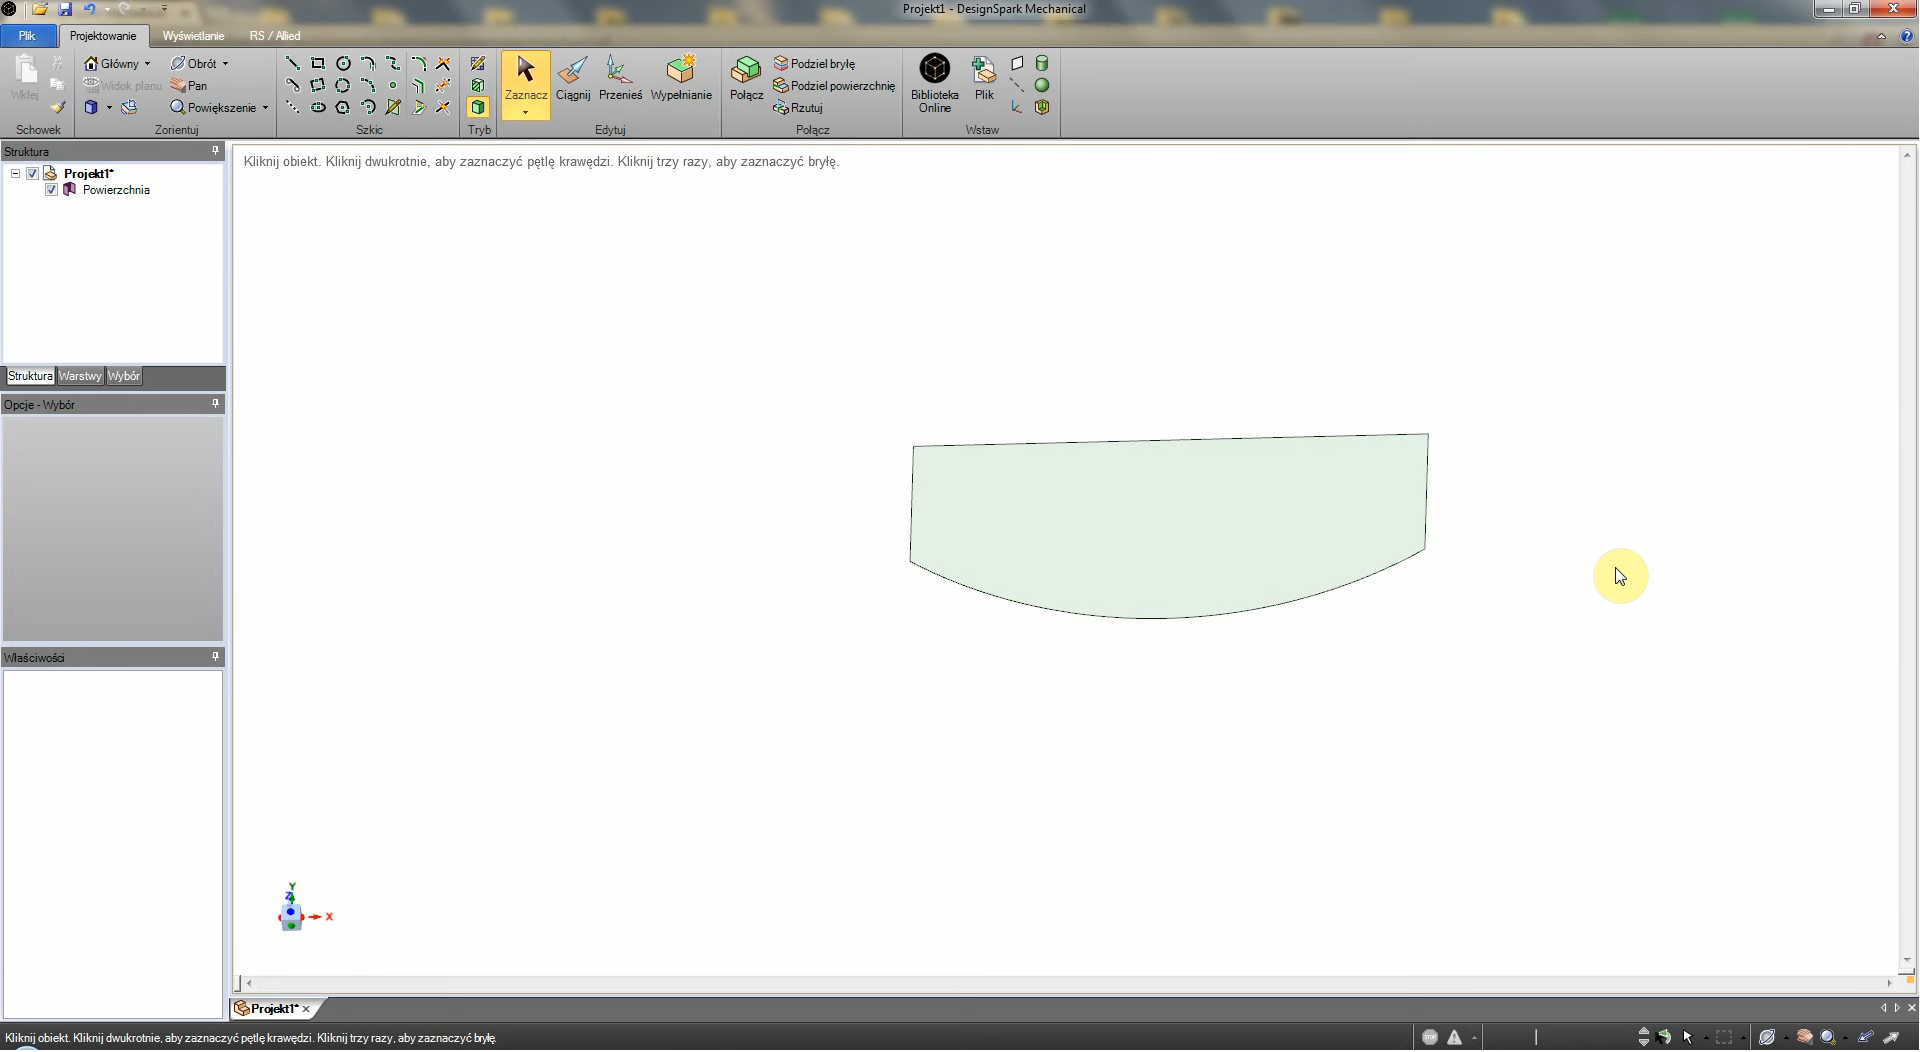 Projekt1 - DesignSpark Mechanical
Plik Projektowanie Wyświetlanie RS / Allied
Wklej
Schowek
Główny Obrót
Widok planu Pan
Powiększenie
Zorientuj
Szkic
Tryb
Zaznacz Ciągnij Przenieś Wypełnianie
Edytuj
Połącz
Podziel bryłę
Podziel powierzchnię
Rzutuj
Połącz
Biblioteka Online
Plik
Wstaw
Struktura
Projekt1*
Powierzchnia
Struktura Warstwy Wybór
Opcje - Wybór
Właściwości
Kliknij obiekt. Kliknij dwukrotnie, aby zaznaczyć pętlę krawędzi. Kliknij trzy razy, aby zaznaczyć bryłę.
Y
Z
X
Projekt1*
Kliknij obiekt. Kliknij dwukrotnie, aby zaznaczyć pętlę krawędzi. Kliknij trzy razy, aby zaznaczyć bryłę.